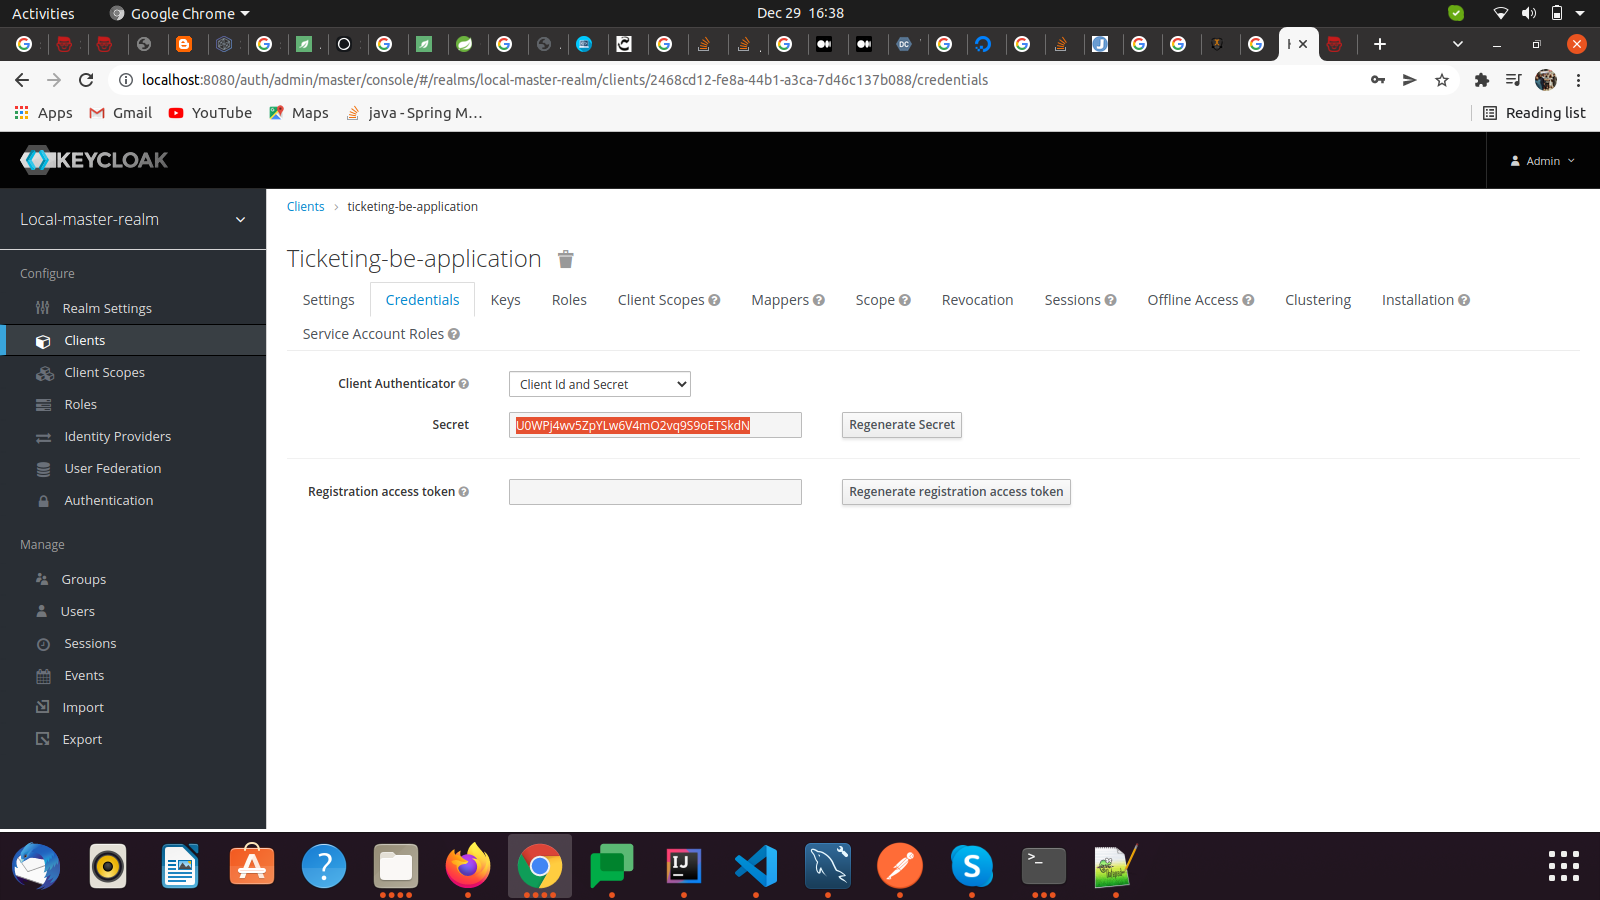 Activities Google Chrome Dec 29 16:38
localhost:8080/auth/admin/master/console/#/realms/local-master-realm/clients/2468cd12-fe8a-44b1-a3ca-7d46c137b088/credentials
Apps Gmail YouTube Maps java - Spring M... Reading list
KEYCLOAK Admin
Local-master-realm
Configure
Realm Settings
Clients
Client Scopes
Roles
Identity Providers
User Federation
Authentication
Manage
Groups
Users
Sessions
Events
Import
Export
Clients > ticketing-be-application
Ticketing-be-application
Settings Credentials Keys Roles Client Scopes Mappers Scope Revocation Sessions Offline Access Clustering Installation
Service Account Roles
Client Authenticator Client Id and Secret
Secret U0WPj4wv5ZpYLw6V4mO2vq9S9oETSkdN Regenerate Secret
Registration access token Regenerate registration access token